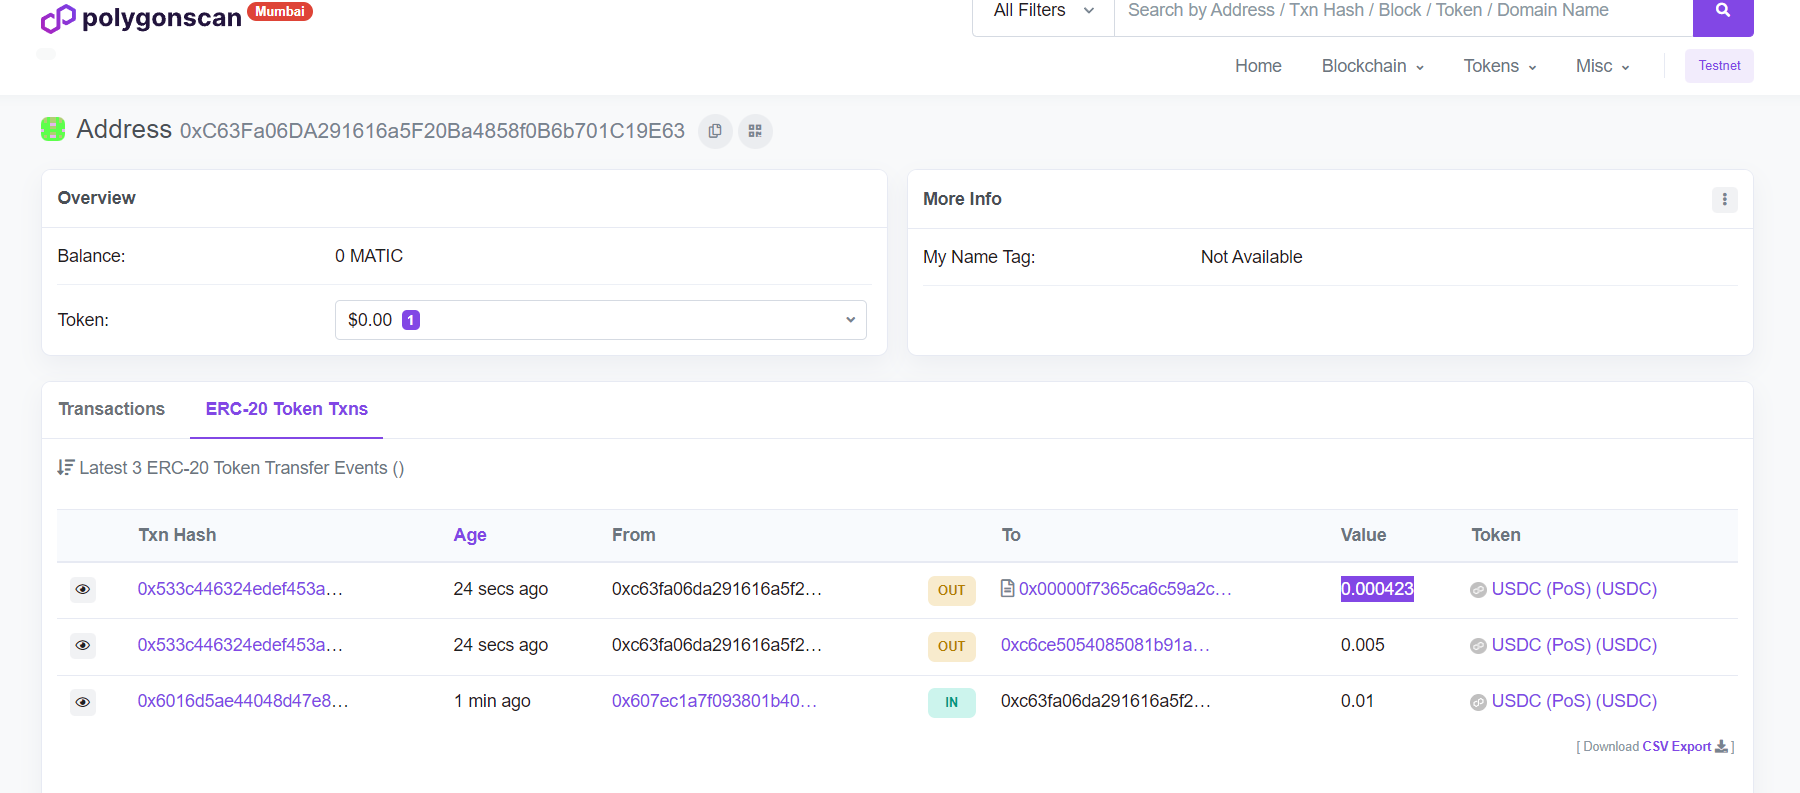 polygonscan Mumbai
All Filters Search by Address / Txn Hash / Block / Token / Domain Name
Home Blockchain Tokens Misc Testnet
Address 0xC63Fa06DA291616a5F20Ba4858f0B6b701C19E63
Overview
Balance: 0 MATIC
Token: $0.00 1
More Info
My Name Tag: Not Available
Transactions ERC-20 Token Txns
Latest 3 ERC-20 Token Transfer Events ()
Txn Hash Age From To Value Token
0x533c446324edef453a... 24 secs ago 0xc63fa06da291616a5f2... OUT 0x00000f7365ca6c59a2c... 0.000423 USDC (PoS) (USDC)
0x533c446324edef453a... 24 secs ago 0xc63fa06da291616a5f2... OUT 0xc6ce5054085081b91a... 0.005 USDC (PoS) (USDC)
0x6016d5ae44048d47e8... 1 min ago 0x607ec1a7f093801b40... IN 0xc63fa06da291616a5f2... 0.01 USDC (PoS) (USDC)
[ Download CSV Export ]